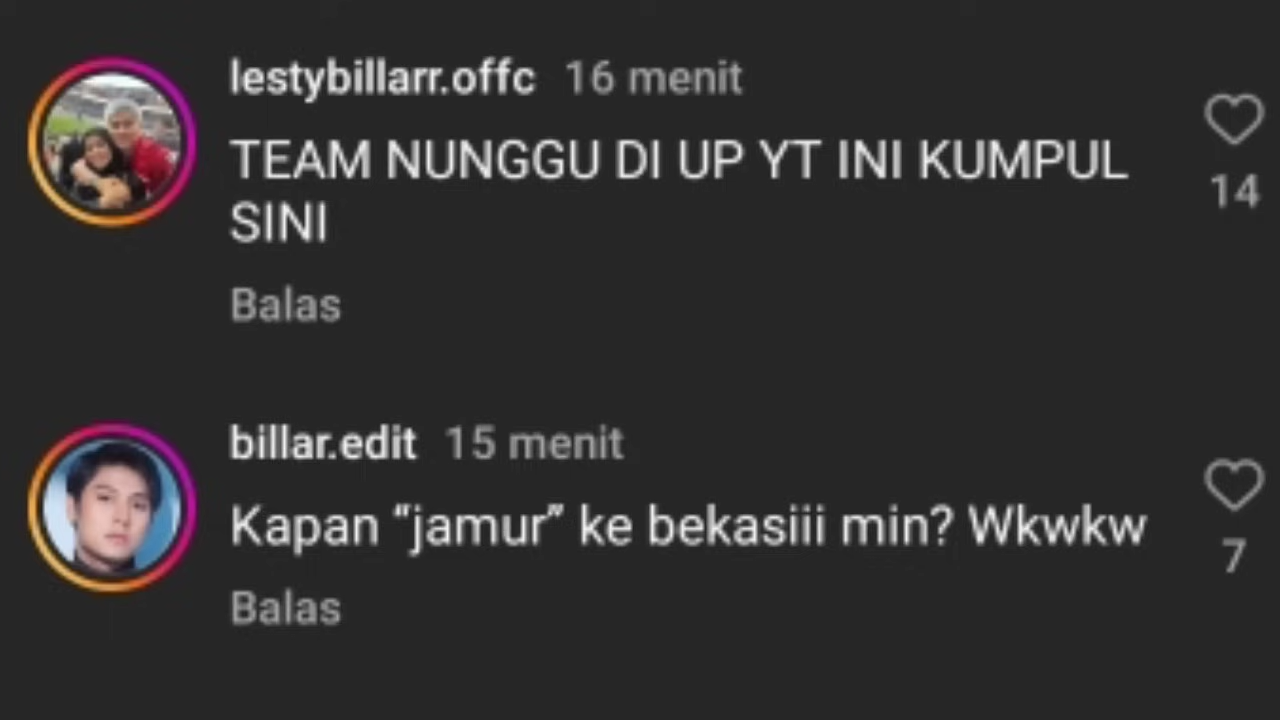 lestybillarr.offc 16 menit
TEAM NUNGGU DI UP YT INI KUMPUL
SINI
14
Balas
billar.edit 15 menit
Kapan “jamur” ke bekasiii min? Wkwkw
7
Balas